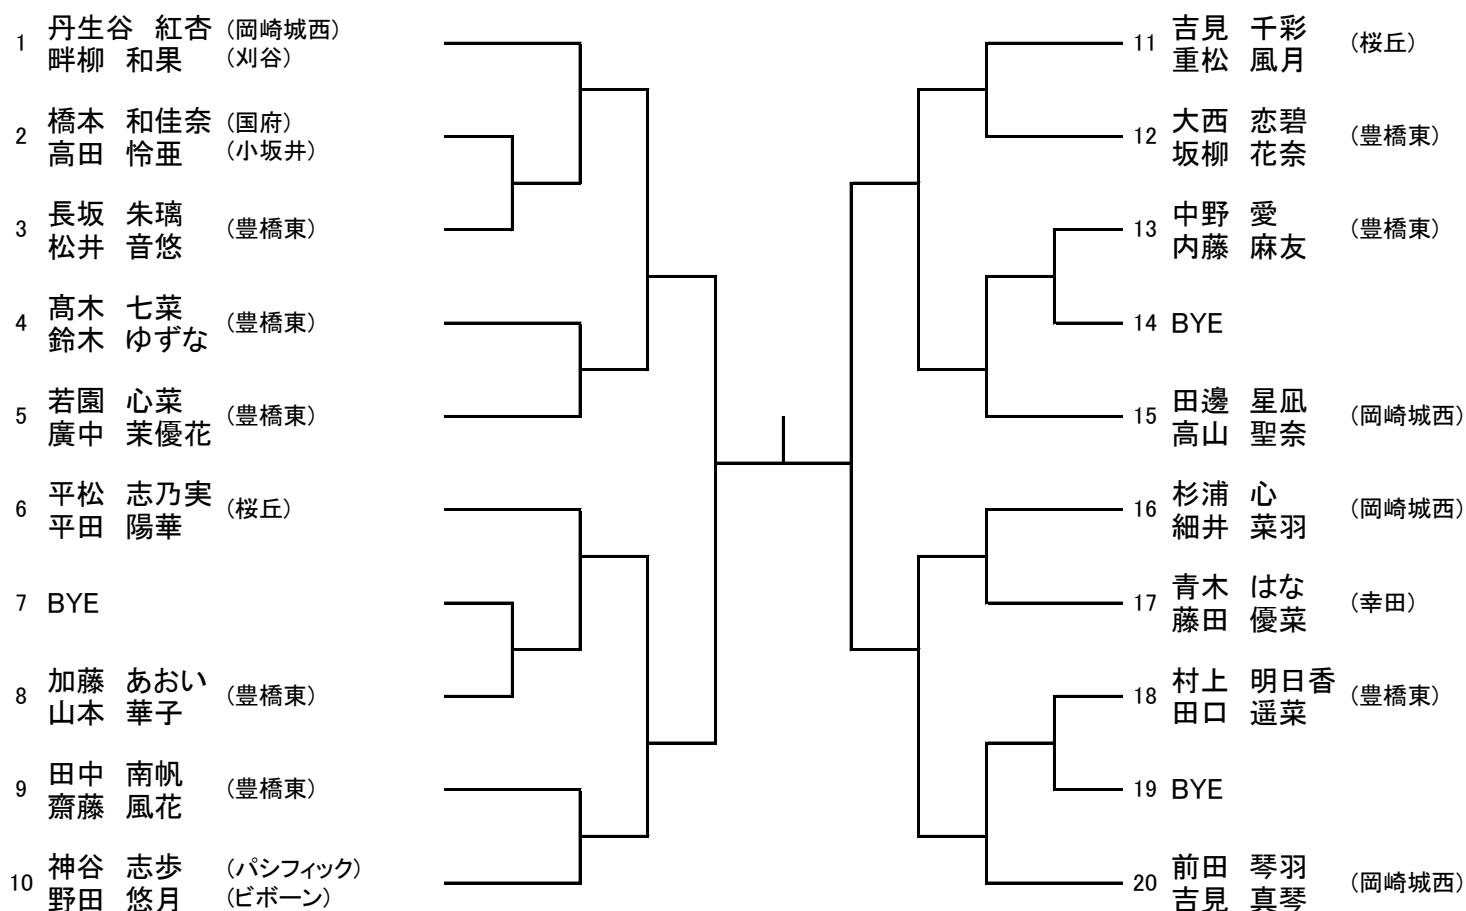 1 丹生谷 紅杏 (岡崎城西)
畔柳 和果 (刈谷)
2 橋本 和佳奈 (国府)
高田 怜亜 (小坂井)
3 長坂 朱璃 (豊橋東)
松井 音悠
4 髙木 七菜 (豊橋東)
鈴木 ゆずな
5 若園 心菜 (豊橋東)
廣中 茉優花
6 平松 志乃実 (桜丘)
平田 陽華
7 BYE
8 加藤 あおい (豊橋東)
山本 華子
9 田中 南帆 (豊橋東)
齋藤 風花
10 神谷 志歩 (パシフィック)
野田 悠月 (ビボーン)
11 吉見 千彩 (桜丘)
重松 風月
12 大西 恋碧 (豊橋東)
坂柳 花奈
13 中野 愛 (豊橋東)
内藤 麻友
14 BYE
15 田邊 星凪 (岡崎城西)
高山 聖奈
16 杉浦 心 (岡崎城西)
細井 菜羽
17 青木 はな (幸田)
藤田 優菜
18 村上 明日香 (豊橋東)
田口 遥菜
19 BYE
20 前田 琴羽 (岡崎城西)
吉見 真琴